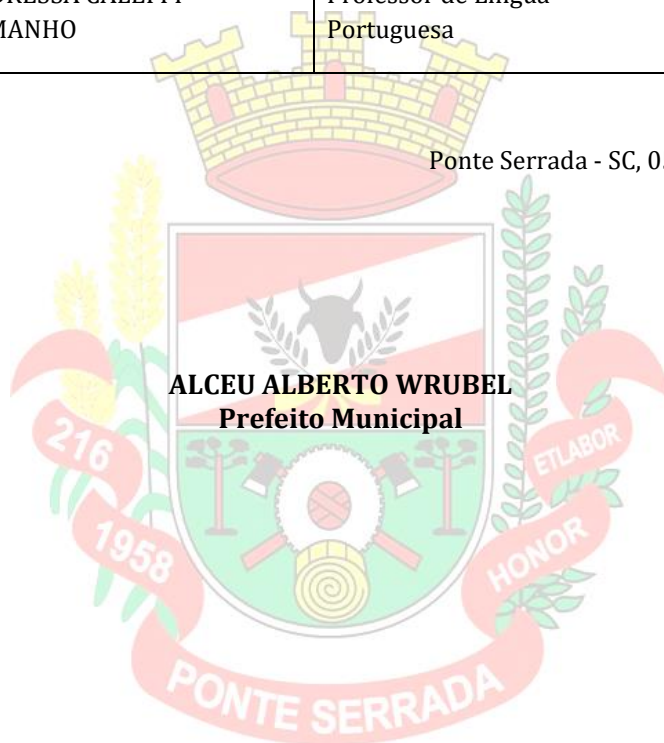 MANHO
Professor de Língua
Portuguesa
Ponte Serrada - SC, 0
ALCEU ALBERTO WRUBEL
Prefeito Municipal
216
1958
ETLABOR
HONOR
PONTE SERRADA